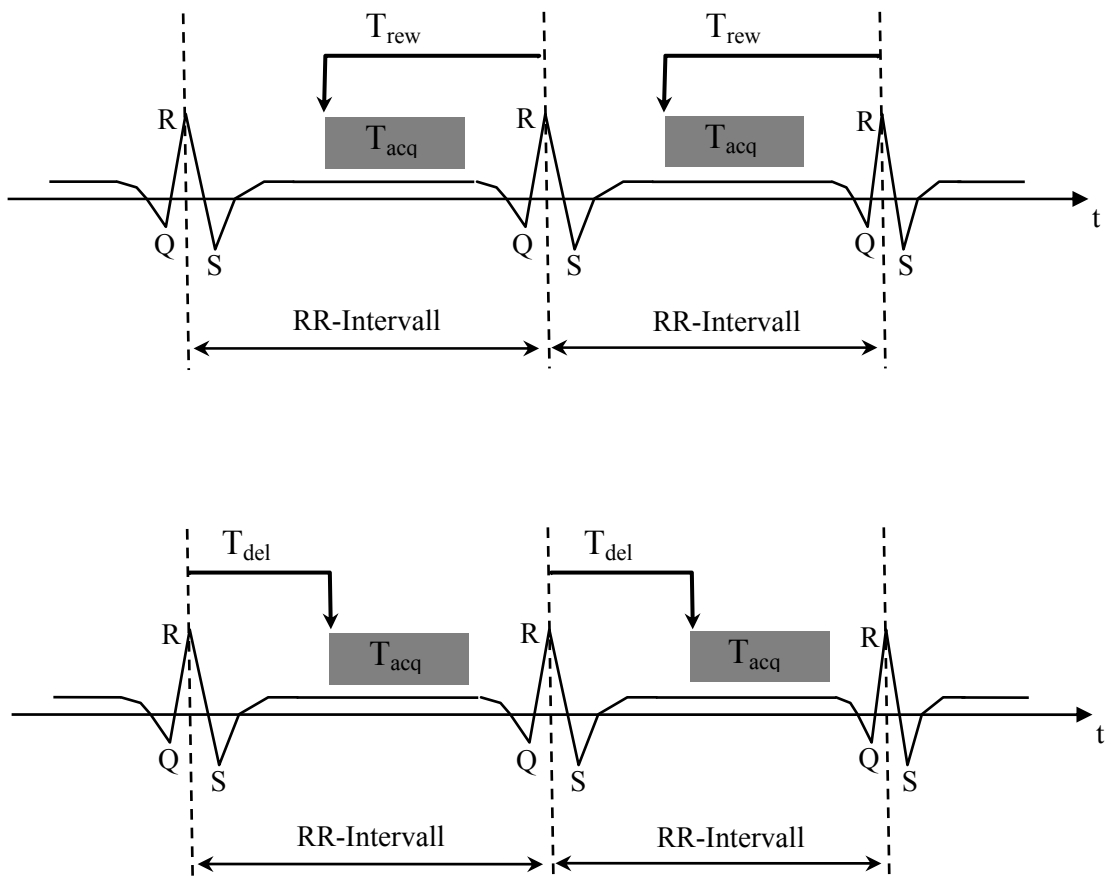 T_rew T_rew
R T_acq R T_acq R
Q S Q S Q S t
RR-Intervall RR-Intervall
T_del T_del
R T_acq R T_acq R
Q S Q S Q S t
RR-Intervall RR-Intervall